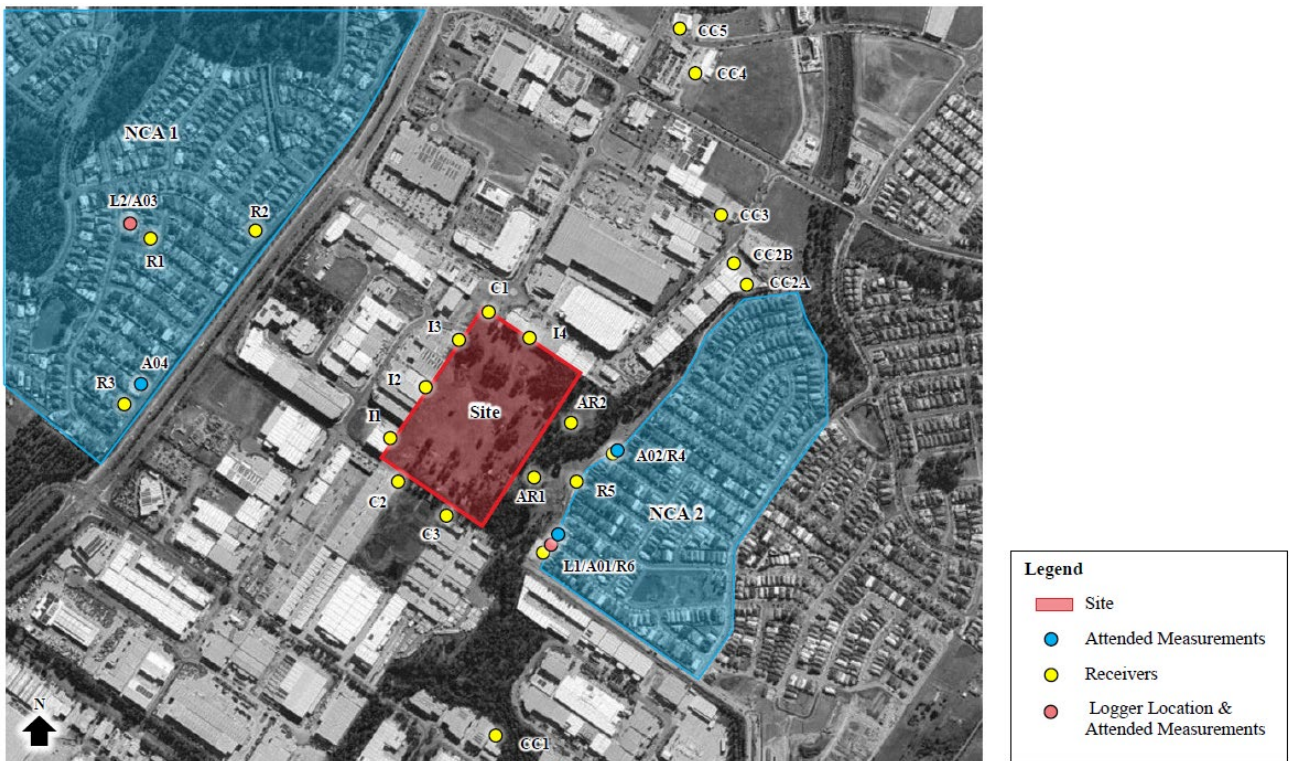 CC5
CC4
NCA 1
L2/A03
R2
R1
CC3
CC2B
CC2A
C1
I3
I4
A04
R3
I2
Site
AR2
I1
A02/R4
C2
AR1
R5
C3
NCA 2
L1/A01/R6
N
CC1
Legend
Site
Attended Measurements
Receivers
Logger Location &
Attended Measurements